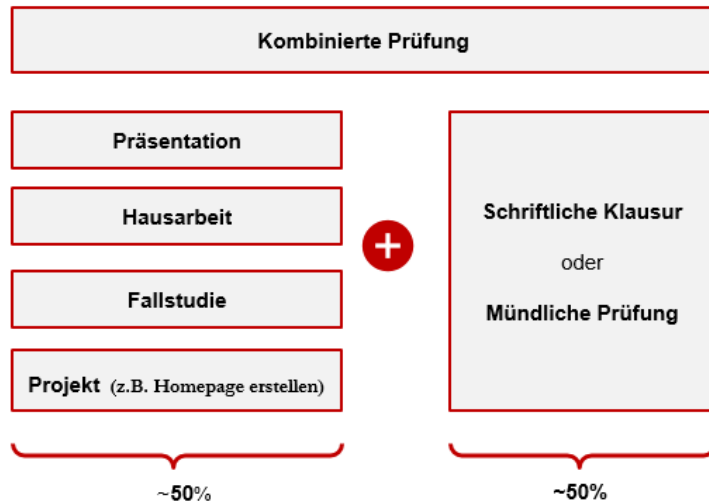 Kombinierte Prüfung
Präsentation
Hausarbeit
Fallstudie
Projekt (z.B. Homepage erstellen)
~50%
+
Schriftliche Klausur
oder
Mündliche Prüfung
~50%